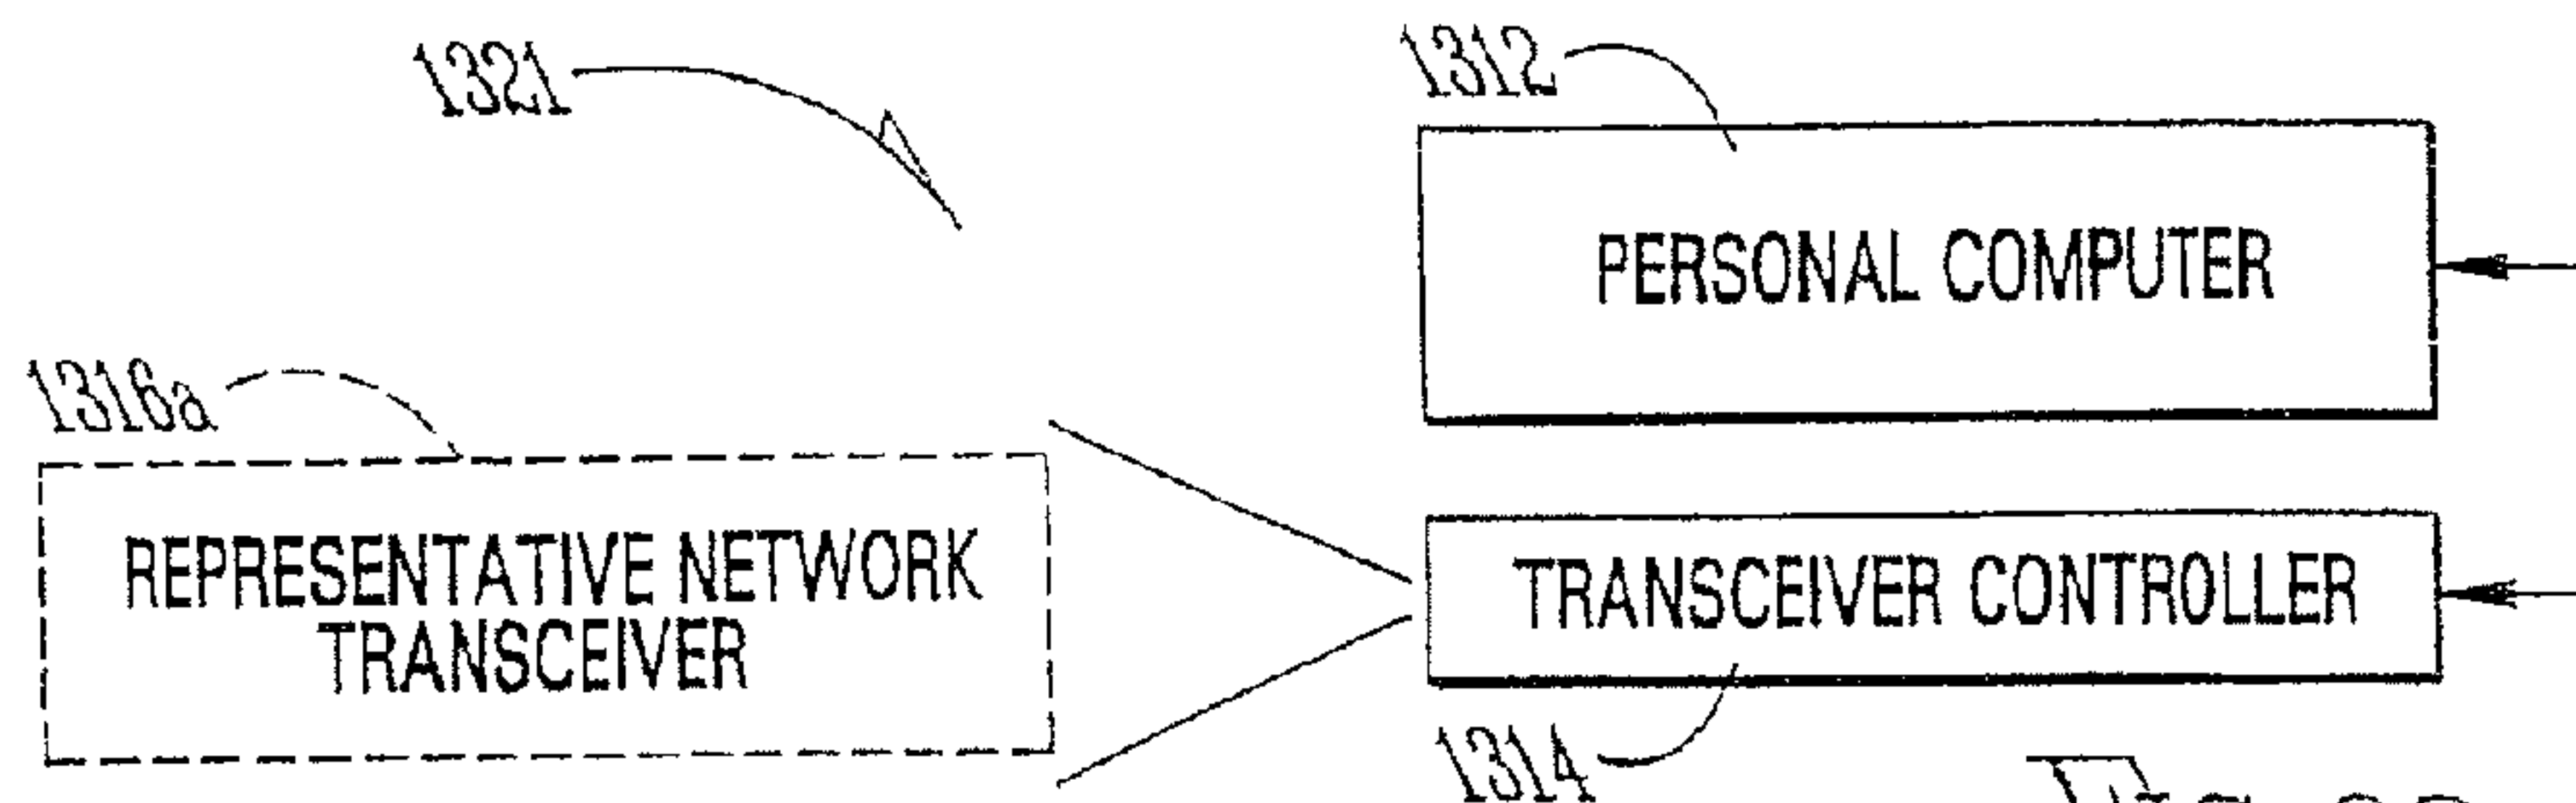 1321
1312
PERSONAL COMPUTER
1316a
REPRESENTATIVE NETWORK
TRANSCEIVER
TRANSCEIVER CONTROLLER
1314